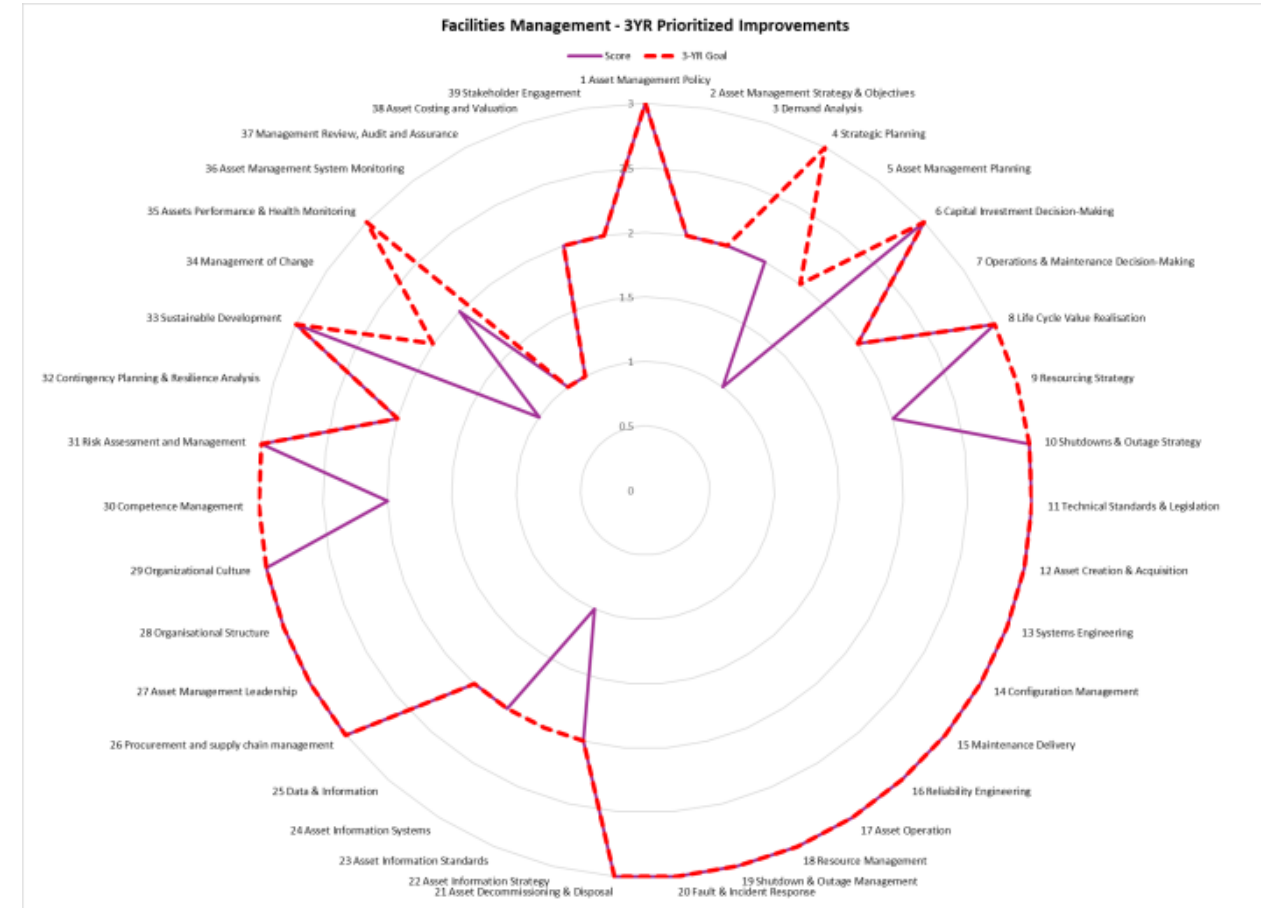 Facilities Management - 3YR Prioritized Improvements
Score 3-YR Goal
1 Asset Management Policy
2 Asset Management Strategy & Objectives
3 Demand Analysis
4 Strategic Planning
5 Asset Management Planning
6 Capital Investment Decision-Making
7 Operations & Maintenance Decision-Making
8 Life Cycle Value Realisation
9 Resourcing Strategy
10 Shutdowns & Outage Strategy
11 Technical Standards & Legislation
12 Asset Creation & Acquisition
13 Systems Engineering
14 Configuration Management
15 Maintenance Delivery
16 Reliability Engineering
17 Asset Operation
18 Resource Management
19 Shutdown & Outage Management
20 Fault & Incident Response
21 Asset Decommissioning & Disposal
22 Asset Information Strategy
23 Asset Information Standards
24 Asset Information Systems
25 Data & Information
26 Procurement and supply chain management
27 Asset Management Leadership
28 Organisational Structure
29 Organizational Culture
30 Competence Management
31 Risk Assessment and Management
32 Contingency Planning & Resilience Analysis
33 Sustainable Development
34 Management of Change
35 Assets Performance & Health Monitoring
36 Asset Management System Monitoring
37 Management Review, Audit and Assurance
38 Asset Costing and Valuation
39 Stakeholder Engagement
3
2.5
2
1.5
1
0.5
0